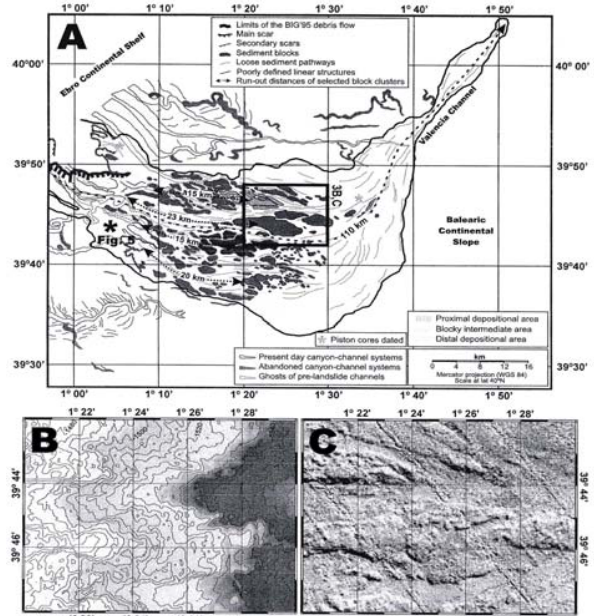 A
1° 00'
1° 10'
1° 20'
1° 30'
1° 40'
1° 50'
Limits of the BIG'95 debris flow
Main scar
Secondary scars
Sediment blocks
Loose sediment pathways
Poorly defined linear structures
Run-out distances of selected block clusters
Ebro Continental Shelf
40° 00'
40° 00'
39° 50'
39° 50'
39° 40'
39° 40'
39° 30'
39° 30'
Valencia Channel
Balearic
Continental
Slope
15 km
23 km
15 km
20 km
110 km
3B,C
Fig. 5
Piston cores dated
Present day canyon-channel systems
Abandoned canyon-channel systems
Ghosts of pre-landslide channels
Proximal depositional area
Blocky intermediate area
Distal depositional area
km
0 4 8 12 16
Mercator projection (WGS 84)
Scale at lat 40°N
1° 00'
1° 10'
1° 20'
1° 30'
1° 40'
1° 50'
B
1° 22'
1° 24'
1° 26'
1° 28'
39° 44'
39° 46'
1500
C
1° 22'
1° 24'
1° 26'
1° 28'
39° 44'
39° 46'